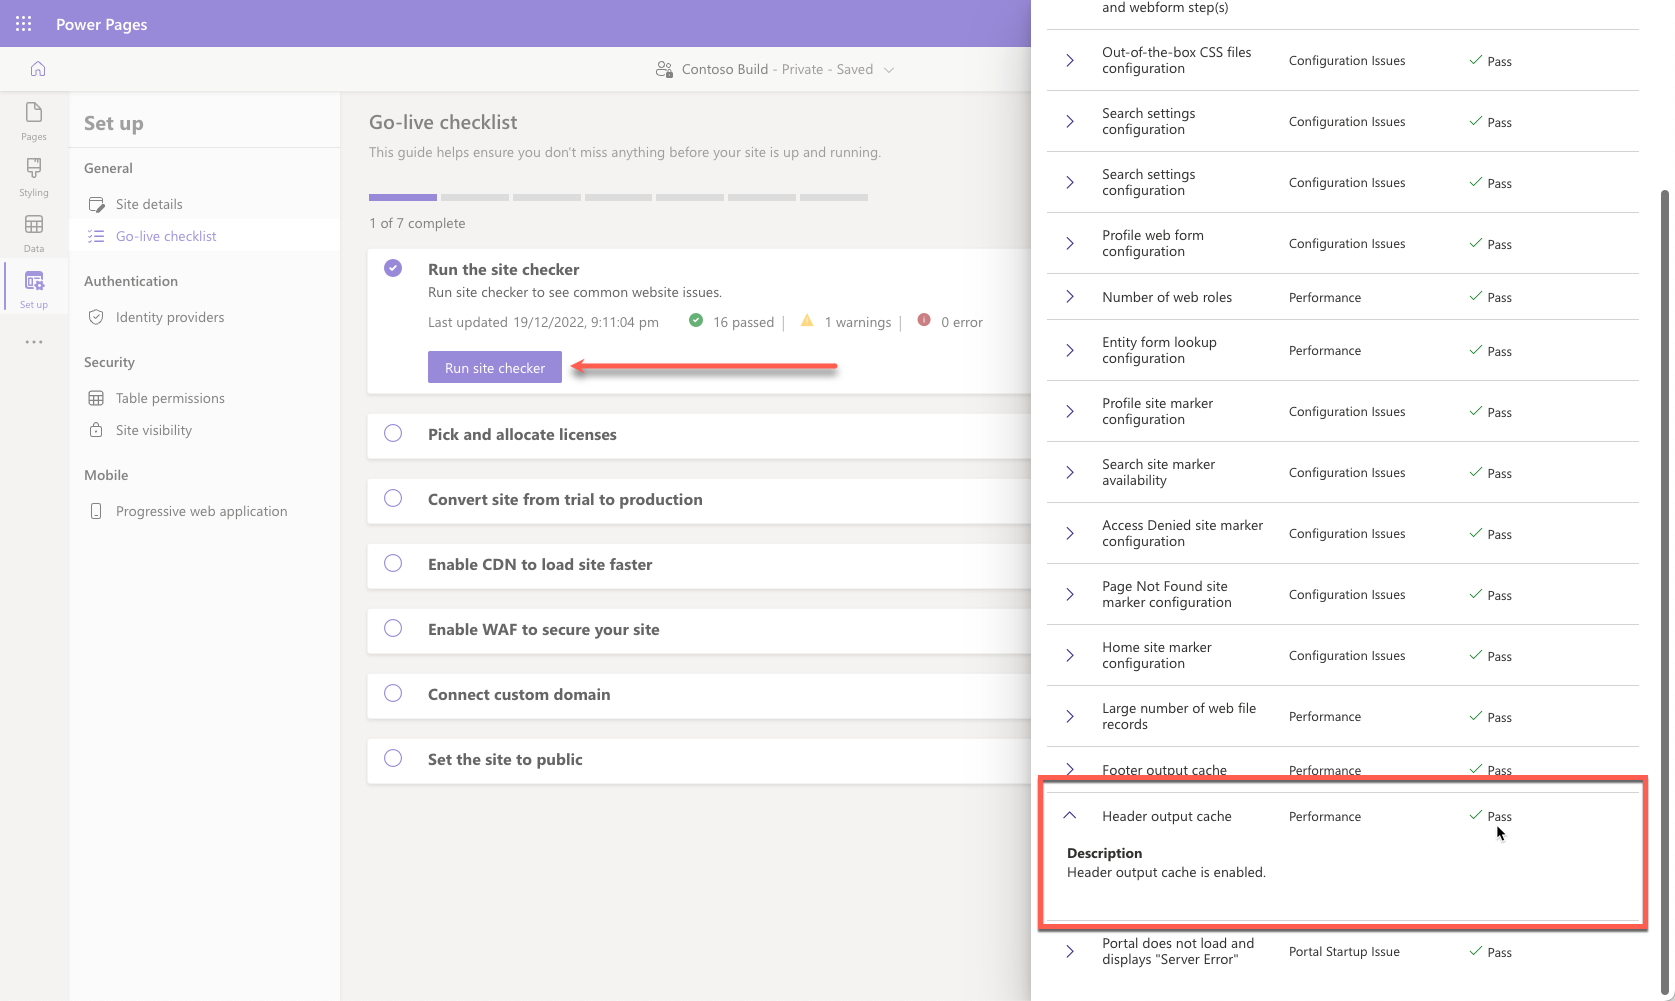 Power Pages
Contoso Build - Private - Saved
Pages
Styling
Data
Set up
Set up
General
Site details
Go-live checklist
Authentication
Identity providers
Security
Table permissions
Site visibility
Mobile
Progressive web application
Go-live checklist
This guide helps ensure you don't miss anything before your site is up and running.
1 of 7 complete
Run the site checker
Run site checker to see common website issues.
Last updated 19/12/2022, 9:11:04 pm 16 passed | 1 warnings | 0 error
Run site checker
Pick and allocate licenses
Convert site from trial to production
Enable CDN to load site faster
Enable WAF to secure your site
Connect custom domain
Set the site to public
and webform step(s)
Out-of-the-box CSS files
configuration
Configuration Issues
Pass
Search settings
configuration
Configuration Issues
Pass
Search settings
configuration
Configuration Issues
Pass
Profile web form
configuration
Configuration Issues
Pass
Number of web roles
Performance
Pass
Entity form lookup
configuration
Performance
Pass
Profile site marker
configuration
Configuration Issues
Pass
Search site marker
availability
Configuration Issues
Pass
Access Denied site marker
configuration
Configuration Issues
Pass
Page Not Found site
marker configuration
Configuration Issues
Pass
Home site marker
configuration
Configuration Issues
Pass
Large number of web file
records
Performance
Pass
Footer output cache
Performance
Pass
Header output cache
Performance
Pass
Description
Header output cache is enabled.
Portal does not load and
displays "Server Error"
Portal Startup Issue
Pass